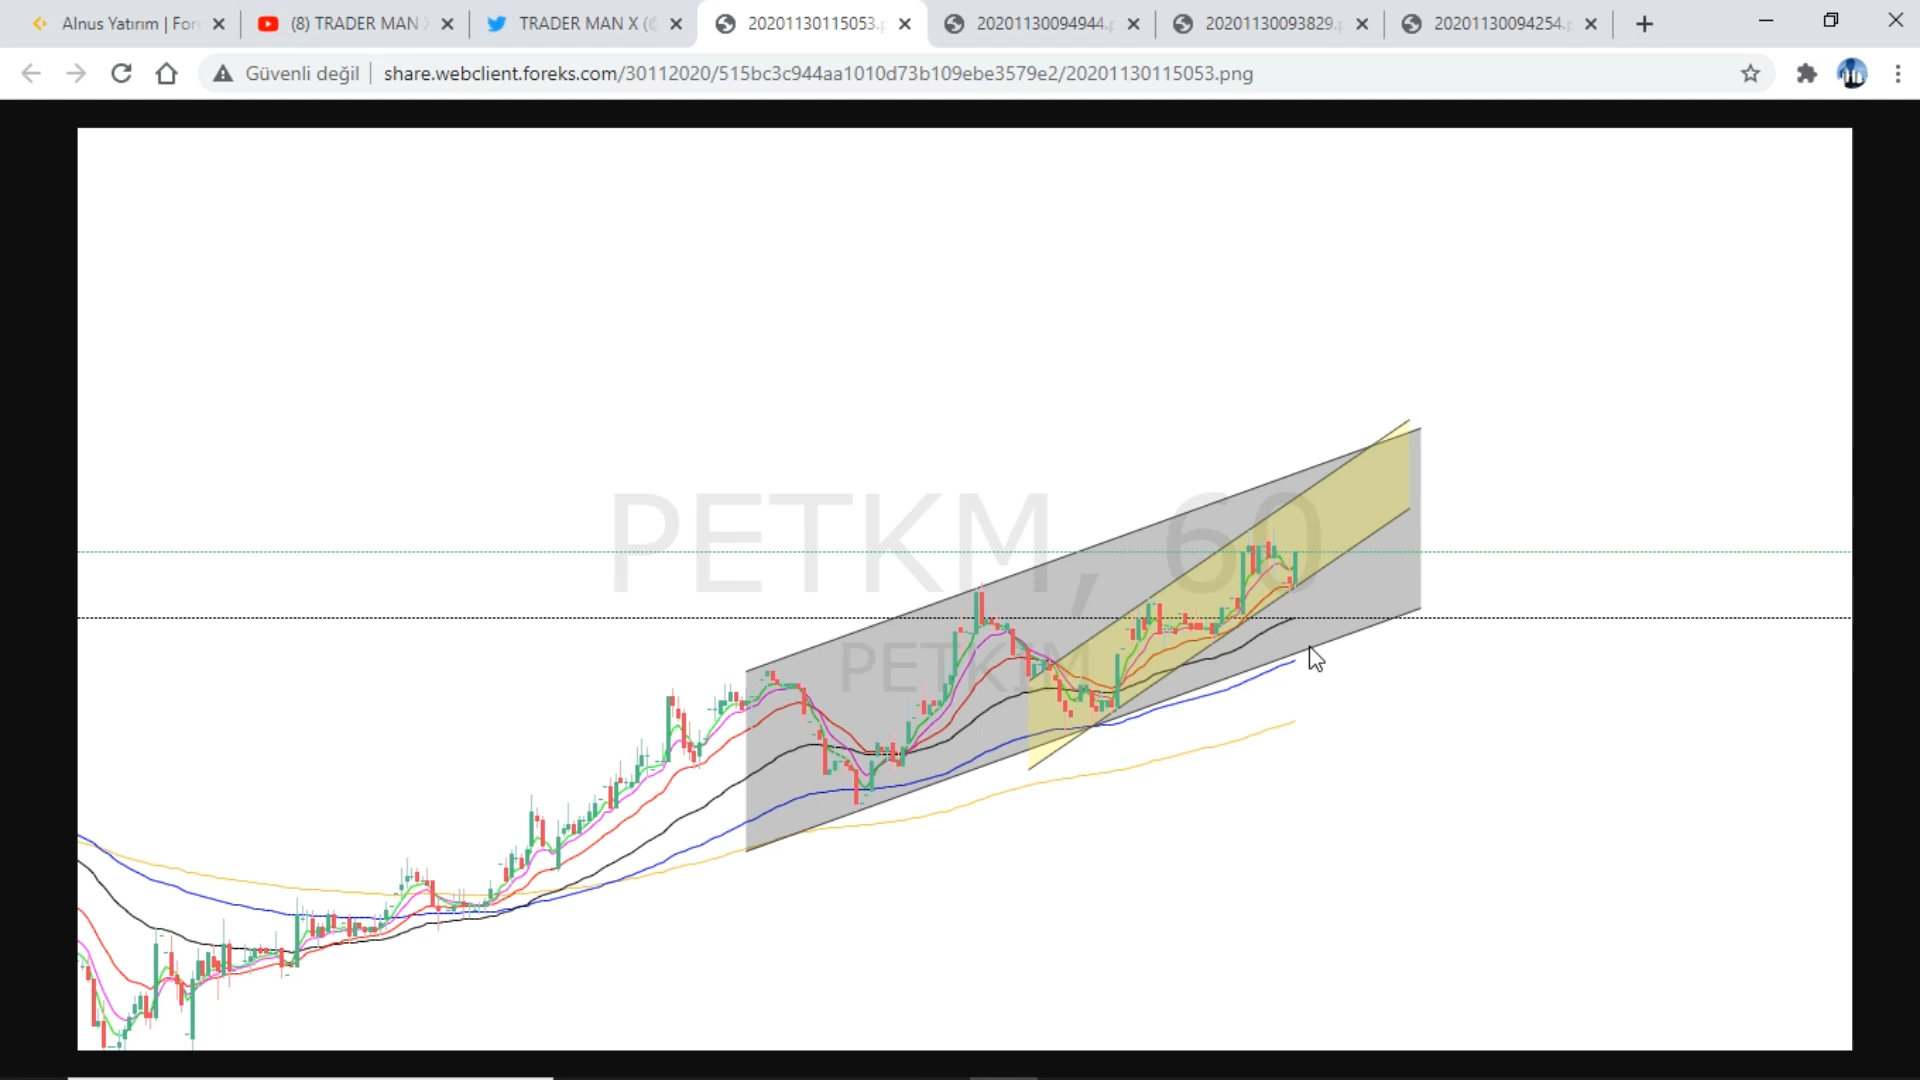 Alnus Yatırım | For
(8) TRADER MAN
TRADER MAN X (
20201130115053.
20201130094944.
20201130093829.
20201130094254.
Güvenli değil
share.webclient.foreks.com/30112020/515bc3c944aa1010d73b109ebe3579e2/20201130115053.png
PETKM, 60
PETKIM